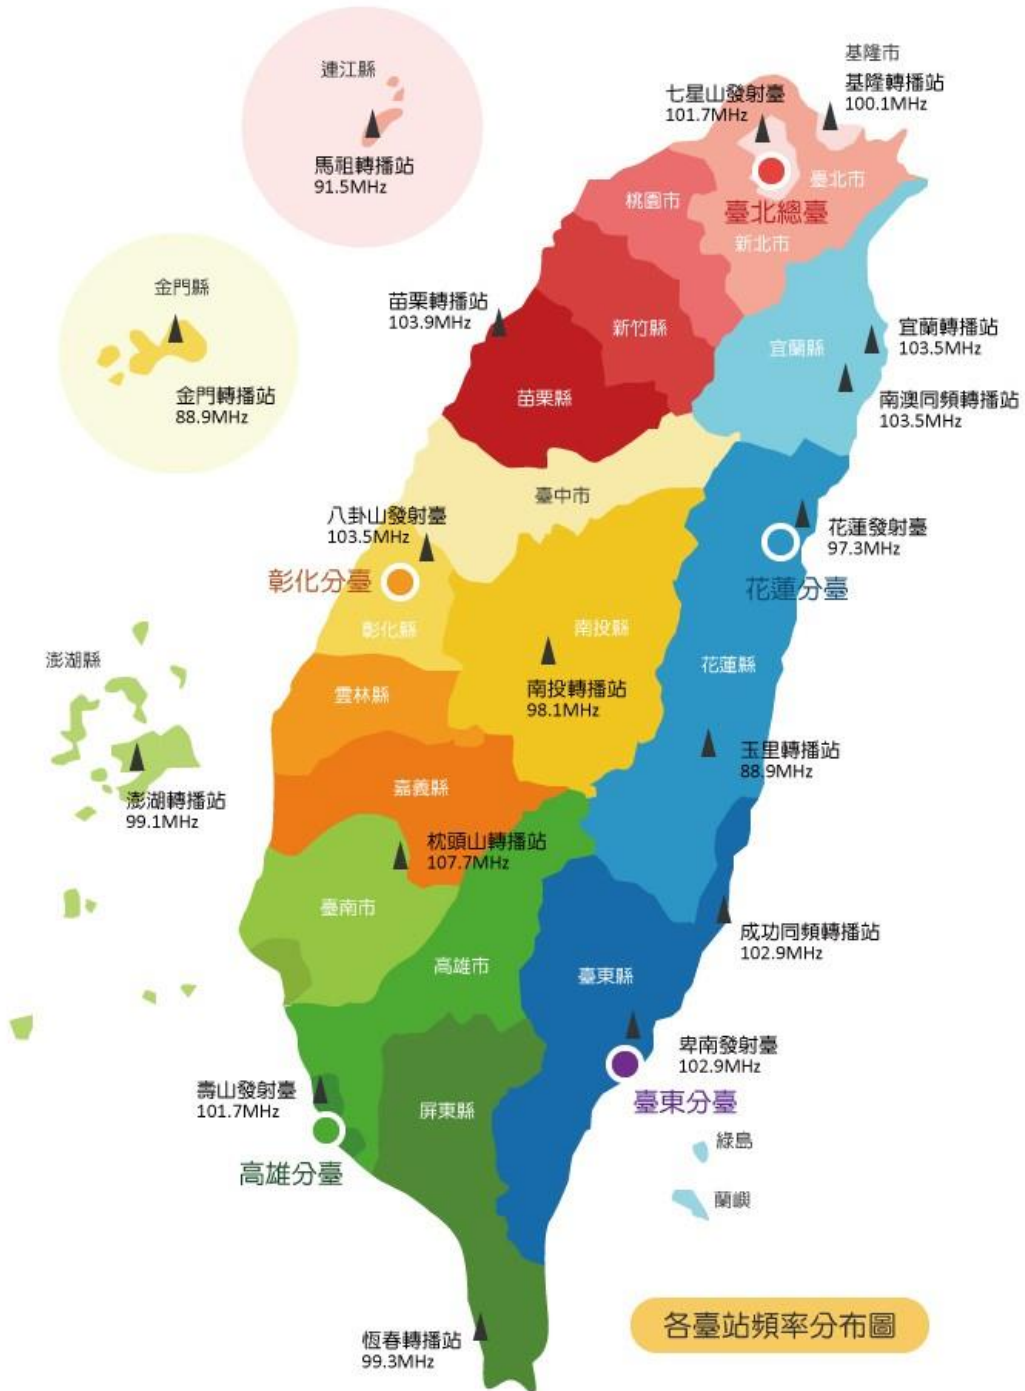 基隆市
基隆轉播站
100.1MHz
連江縣
七星山發射臺
101.7MHz
馬祖轉播站
91.5MHz
臺北市
桃園市
臺北總臺
新北市
金門縣
苗栗轉播站
103.9MHz
新竹縣
宜蘭轉播站
103.5MHz
宜蘭縣
金門轉播站
88.9MHz
苗栗縣
南澳同頻轉播站
103.5MHz
臺中市
八卦山發射臺
103.5MHz
花蓮發射臺
97.3MHz
彰化分臺
花蓮分臺
彰化縣
南投縣
澎湖縣
花蓮縣
雲林縣
南投轉播站
98.1MHz
玉里轉播站
88.9MHz
嘉義縣
澎湖轉播站
99.1MHz
枕頭山轉播站
107.7MHz
臺南市
成功同頻轉播站
102.9MHz
高雄市
臺東縣
卑南發射臺
102.9MHz
壽山發射臺
101.7MHz
臺東分臺
屏東縣
綠島
高雄分臺
蘭嶼
各臺站頻率分布圖
恆春轉播站
99.3MHz